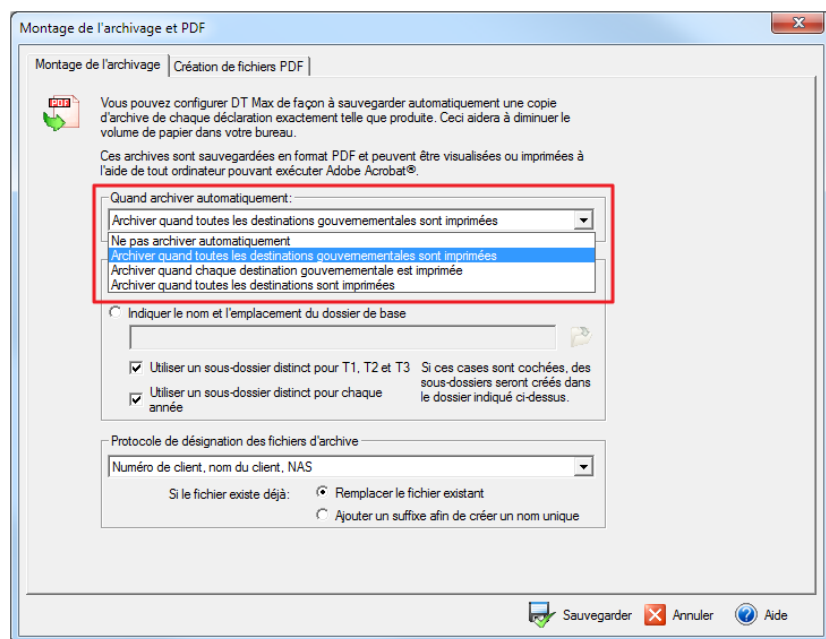 Montage de l'archivage et PDF
Montage de l'archivage
Création de fichiers PDF
PDF
Vous pouvez configurer DT Max de façon à sauvegarder automatiquement une copie
d'archive de chaque déclaration exactement telle que produite. Ceci aidera à diminuer le
volume de papier dans votre bureau.
Ces archives sont sauvegardées en format PDF et peuvent être visualisées ou imprimées à
l'aide de tout ordinateur pouvant exécuter Adobe Acrobat®.
Quand archiver automatiquement:
Archiver quand toutes les destinations gouvernementales sont imprimées
Ne pas archiver automatiquement
Archiver quand toutes les destinations gouvernementales sont imprimées
Archiver quand chaque destination gouvernementale est imprimée
Archiver quand toutes les destinations sont imprimées
Indiquer le nom et l'emplacement du dossier de base
Utiliser un sous-dossier distinct pour T1, T2 et T3
Utiliser un sous-dossier distinct pour chaque
année
Si ces cases sont cochées, des
sous-dossiers seront créés dans
le dossier indiqué ci-dessus.
Protocole de désignation des fichiers d'archive
Numéro de client, nom du client, NAS
Si le fichier existe déjà:
Remplacer le fichier existant
Ajouter un suffixe afin de créer un nom unique
Sauvegarder
Annuler
Aide